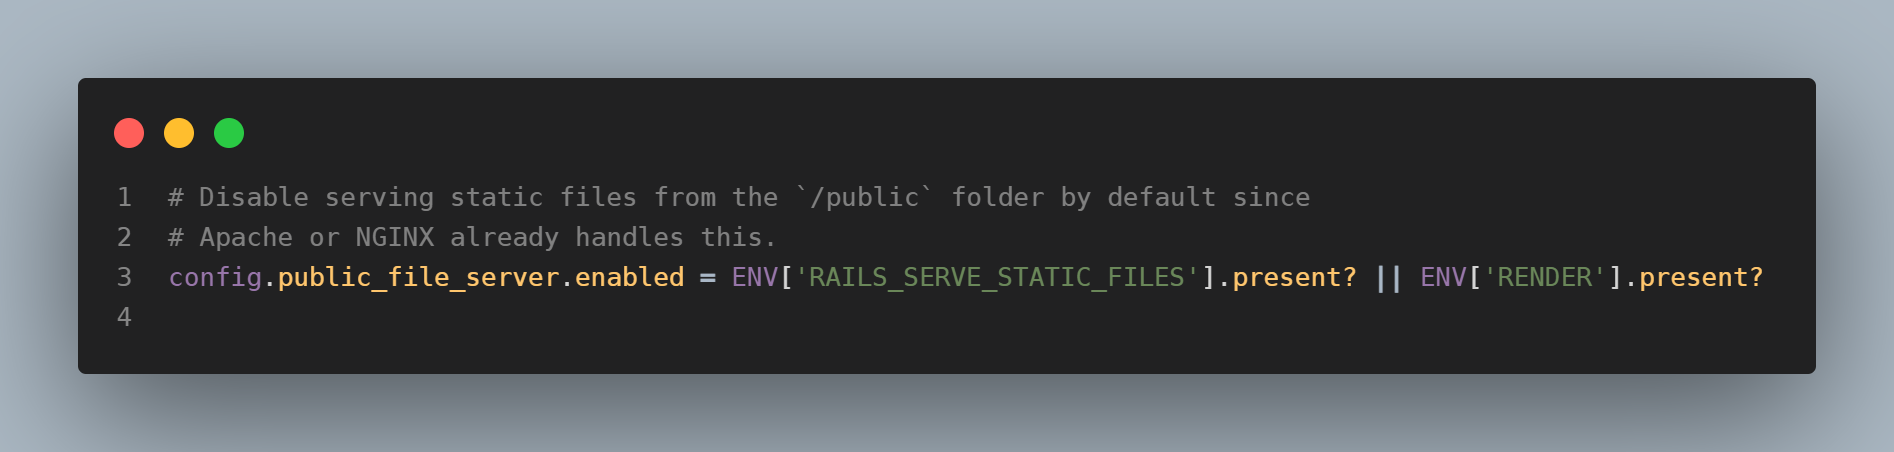 1 # Disable serving static files from the `/public` folder by default since
2 # Apache or NGINX already handles this.
3 config.public_file_server.enabled = ENV['RAILS_SERVE_STATIC_FILES'].present? || ENV['RENDER'].present?
4